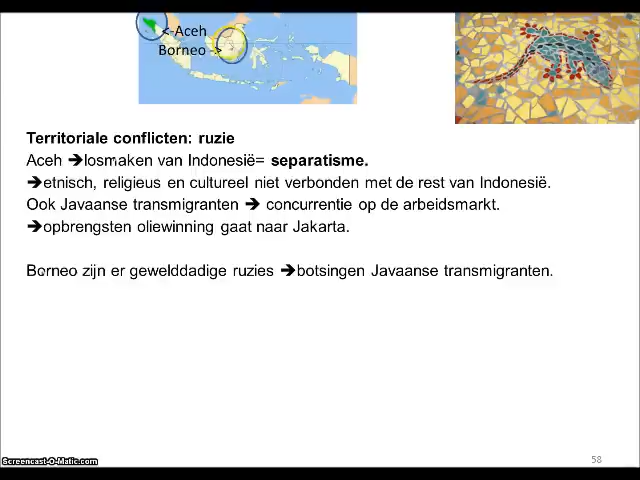 <-Aceh
Borneo ->
Territoriale conflicten: ruzie
Aceh ➔losmaken van Indonesië= separatisme.
➔etnisch, religieus en cultureel niet verbonden met de rest van Indonesië.
Ook Javaanse transmigranten ➔ concurrentie op de arbeidsmarkt.
➔opbrengsten oliewinning gaat naar Jakarta.
Borneo zijn er gewelddadige ruzies ➔botsingen Javaanse transmigranten.
58
Screencast-O-Matic.com